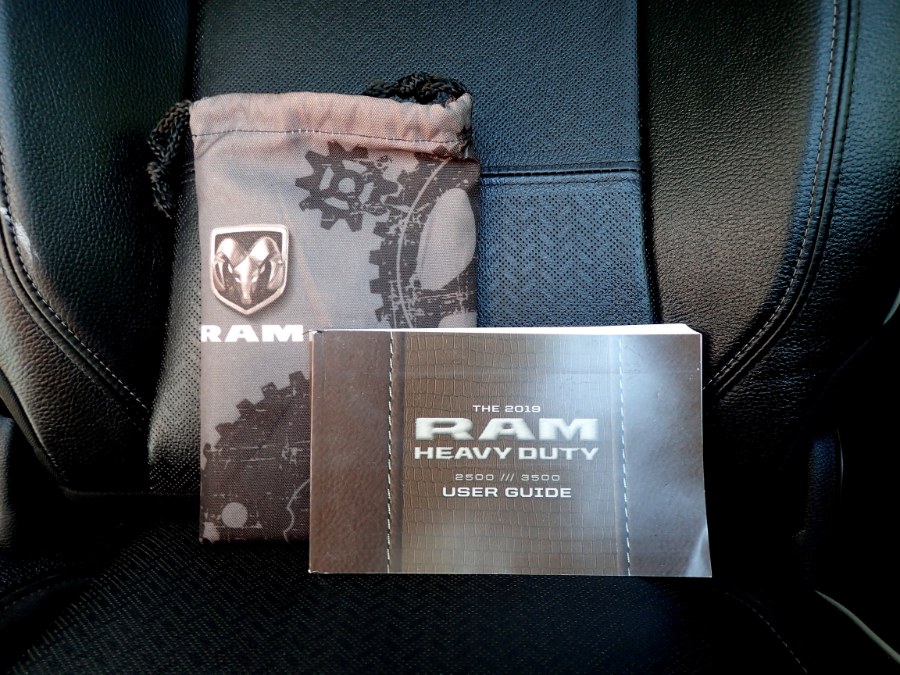 RAM
THE 2019
RAM
HEAVY DUTY
2500 /// 3500
USER GUIDE